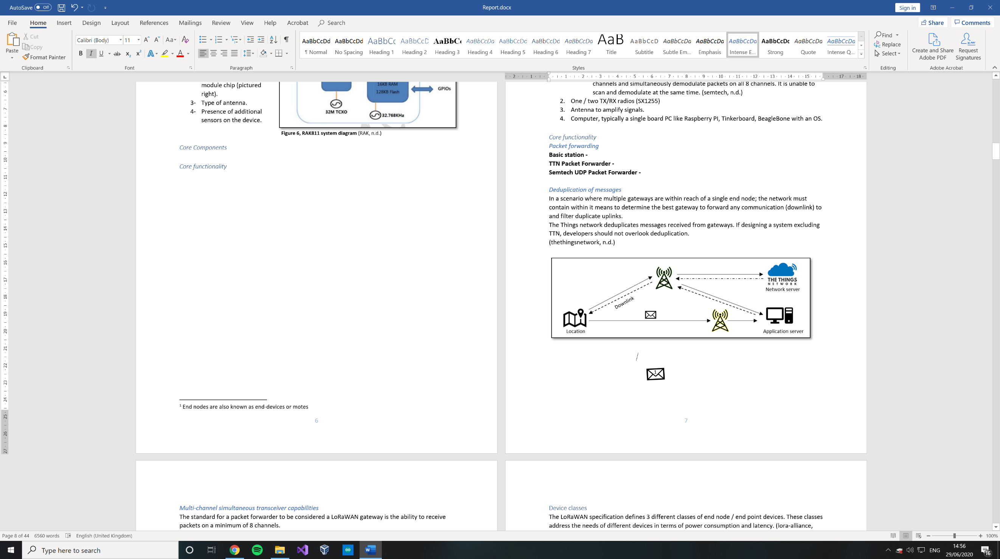 AutoSave Off
Report.docx
Sign in
File Home Insert Draw Design Layout References Mailings Review View Help Acrobat Search
Share Comments
Paste
Cut
Copy
Format Painter
Clipboard
Calibri (Body) 11
Font
Paragraph
AaBbCcDd AaBbCcDd AaBbCc AaBbCcD AaBbC AaBbCcDa AaBbCcDd AaBbCcDd AaBbCcDa AaB AaBbCcD AaBbCcDa AaBbCcDa AaBbCcDa AaBbCcDc AaBbCcDa AaBbCcDa
¶ Normal No Spacing Heading 1 Heading 2 Heading 3 Heading 4 Heading 5 Heading 6 Heading 7 Title Subtitle Subtle Em... Emphasis Intense E... Strong Quote Intense Q...
Styles
Find
Replace
Select
Editing
Create and Share Adobe PDF
Request Signatures
Adobe Acrobat
module chip (pictured
right).
3- Type of antenna.
4- Presence of additional
sensors on the device.
16KB RAM
128KB Flash
GPIOs
32M TCXO
32.768KHz
Figure 6, RAK811 system diagram (RAK, n.d.)
Core Components
Core functionality
1 End nodes are also known as end-devices or motes
6
channels and simultaneously demodulate packets on all 8 channels. It is unable to
scan and demodulate at the same time. (semtech, n.d.)
2. One / two TX/RX radios (SX1255)
3. Antenna to amplify signals.
4. Computer, typically a single board PC like Raspberry PI, Tinkerboard, BeagleBone with an OS.
Core functionality
Packet forwarding
Basic station -
TTN Packet Forwarder -
Semtech UDP Packet Forwarder -
Deduplication of messages
In a scenario where multiple gateways are within reach of a single end node; the network must
contain within it means to determine the best gateway to forward any communication (downlink) to
and filter duplicate uplinks.
The Things network deduplicates messages received from gateways. If designing a system excluding
TTN, developers should not overlook deduplication.
(thethingsnetwork, n.d.)
THE THINGS
NETWORK
Network server
Downlink
Location
Application server
1
7
Multi-channel simultaneous transceiver capabilities
The standard for a packet forwarder to be considered a LoRaWAN gateway is the ability to receive
packets on a minimum of 8 channels.
Device classes
The LoRaWAN specification defines 3 different classes of end node / end point devices. These classes
address the needs of different devices in terms of power consumption and latency. (lora-alliance,
Page 8 of 44 6560 words English (United Kingdom)
100%
Type here to search
ENG
14:56
29/06/2020
16